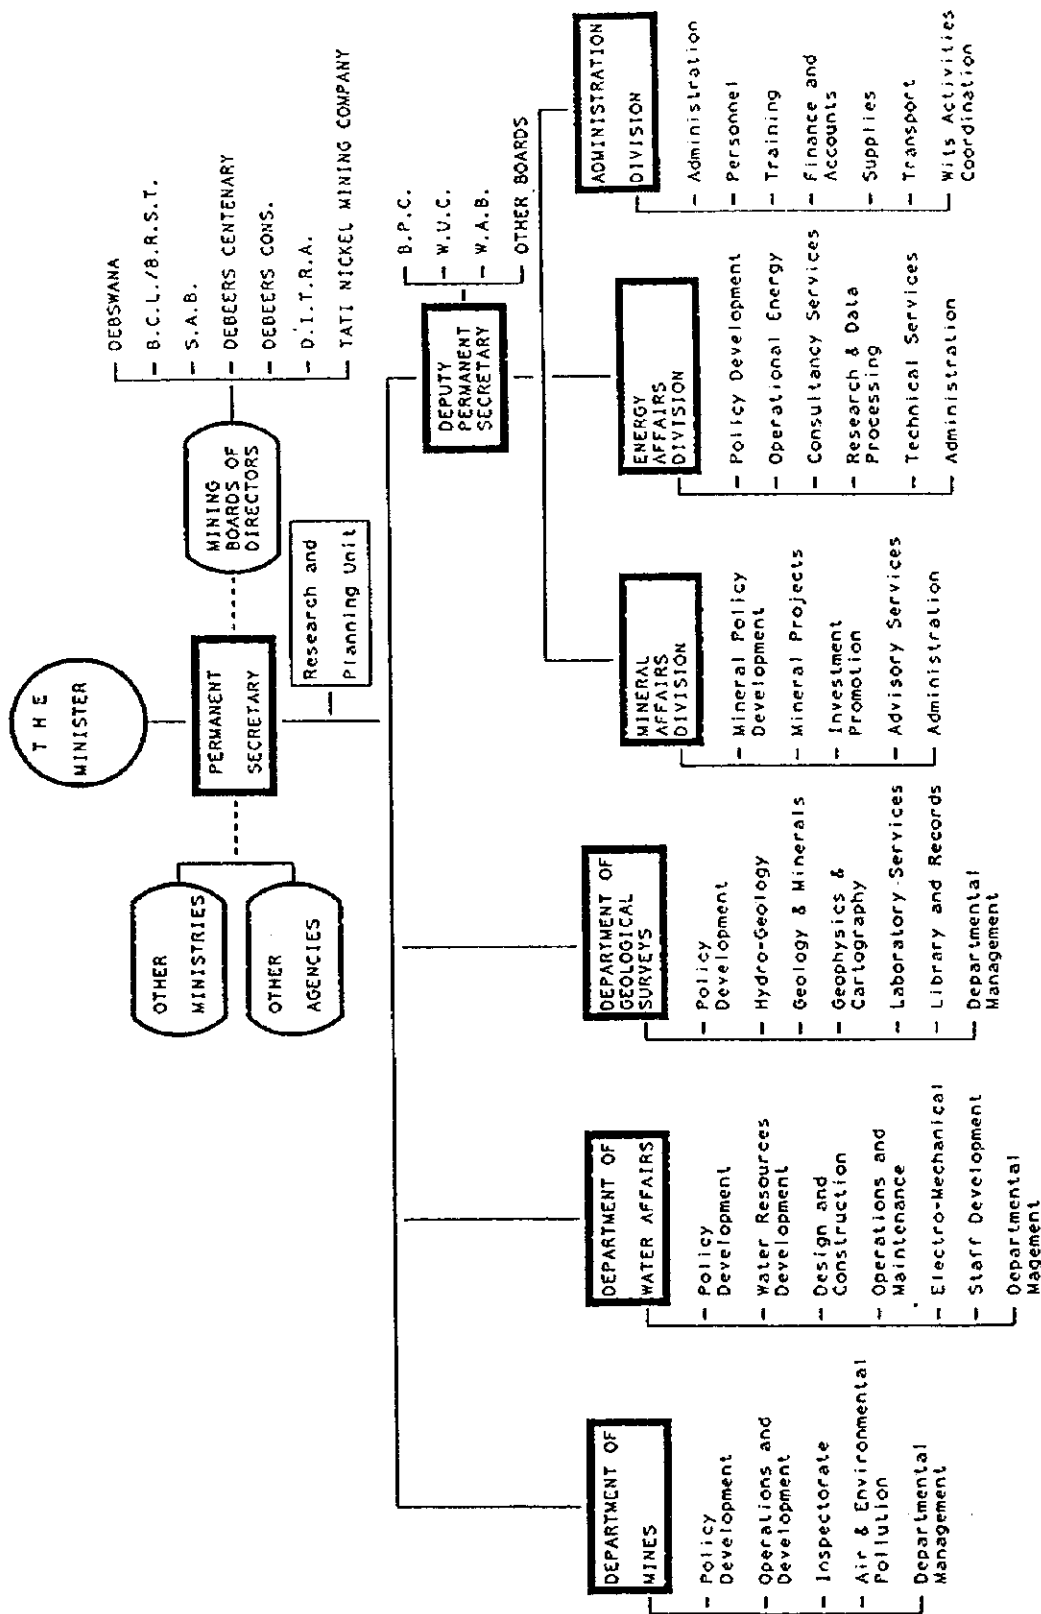 T H E
MINISTER
OTHER
MINISTRIES
OTHER
AGENCIES
PERMANENT
SECRETARY
MINING
BOARDS OF
DIRECTORS
DEBSWANA
B.C.L./B.R.S.T.
S.A.B.
DEBEERS CENTENARY
DEBEERS CONS.
D.I.T.R.A.
TATI NICKEL MINING COMPANY
Research and
Planning Unit
DEPUTY
PERMANENT
SECRETARY
B.P.C.
W.U.C.
W.A.B.
OTHER BOARDS
DEPARTMENT OF
MINES
Policy
Development
Operations and
Development
Inspectorate
Air & Environmental
Pollution
Departmental
Management
DEPARTMENT OF
WATER AFFAIRS
Policy
Development
Water Resources
Development
Design and
Construction
Operations and
Maintenance
Electro-Mechanical
Staff Development
Departmental
Magement
DEPARTMENT OF
GEOLOGICAL
SURVEYS
Policy
Development
Hydro-Geology
Geology & Minerals
Geophysics &
Cartography
Laboratory-Services
Library and Records
Departmental
Management
MINERAL
AFFAIRS
DIVISION
Mineral Policy
Development
Mineral Projects
Investment
Promotion
Advisory Services
Administration
ENERGY
AFFAIRS
DIVISION
Policy Development
Operational Energy
Consultancy Services
Research & Data
Processing
Technical Services
Administration
ADMINISTRATION
DIVISION
Administration
Personnel
Training
Finance and
Accounts
Supplies
Transport
Wits Activities
Coordination